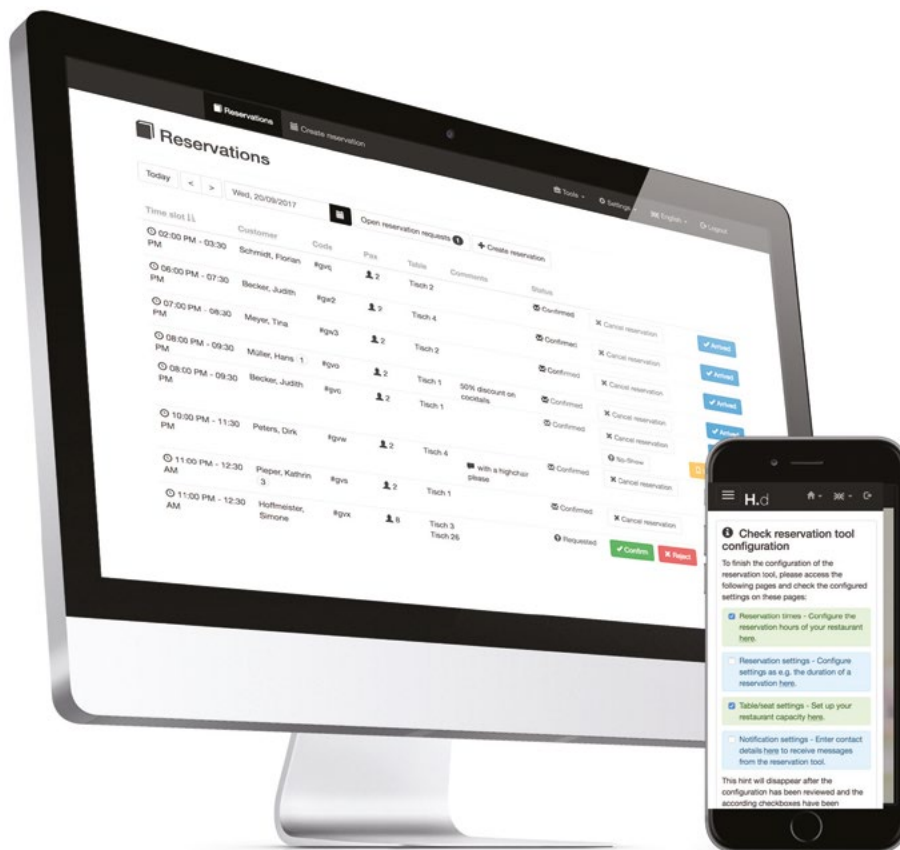 Reservations
Create reservation
Tools
Settings
English
Logout
Reservations
Today < > Wed, 20/09/2017 Open reservation requests 1 + Create reservation
Time slot Customer Code Pax Table Comments Status
02:00 PM - 03:30 PM Schmidt, Florian #gvq 2 Tisch 2 Confirmed Cancel reservation Arrived
06:00 PM - 07:30 PM Becker, Judith #gw2 2 Tisch 4 Confirmed Cancel reservation Arrived
07:00 PM - 08:30 PM Meyer, Tina #gw3 2 Tisch 2 Confirmed Cancel reservation Arrived
08:00 PM - 09:30 PM Müller, Hans 1 #gvo 2 Tisch 1 50% discount on cocktails Confirmed Cancel reservation Arrived
08:00 PM - 09:30 PM Becker, Judith #gvc 2 Tisch 1 Confirmed Cancel reservation
No-Show
10:00 PM - 11:30 PM Peters, Dirk #gvw 2 Tisch 4 with a highchair please Confirmed Cancel reservation
11:00 PM - 12:30 AM Pieper, Kathrin 3 #gvs 2 Tisch 1 Confirmed Cancel reservation
11:00 PM - 12:30 AM Hoffmeister, Simone #gvx 8 Tisch 3 Tisch 26 Requested Confirm Reject
H.d
Check reservation tool
configuration
To finish the configuration of the
reservation tool, please access the
following pages and check the configured
settings on these pages:
Reservation times - Configure the
reservation hours of your restaurant
here.
Reservation settings - Configure
settings as e.g. the duration of a
reservation here.
Table/seat settings - Set up your
restaurant capacity here.
Notification settings - Enter contact
details here to receive messages
from the reservation tool.
This hint will disappear after the
configuration has been reviewed and the
according checkboxes have been